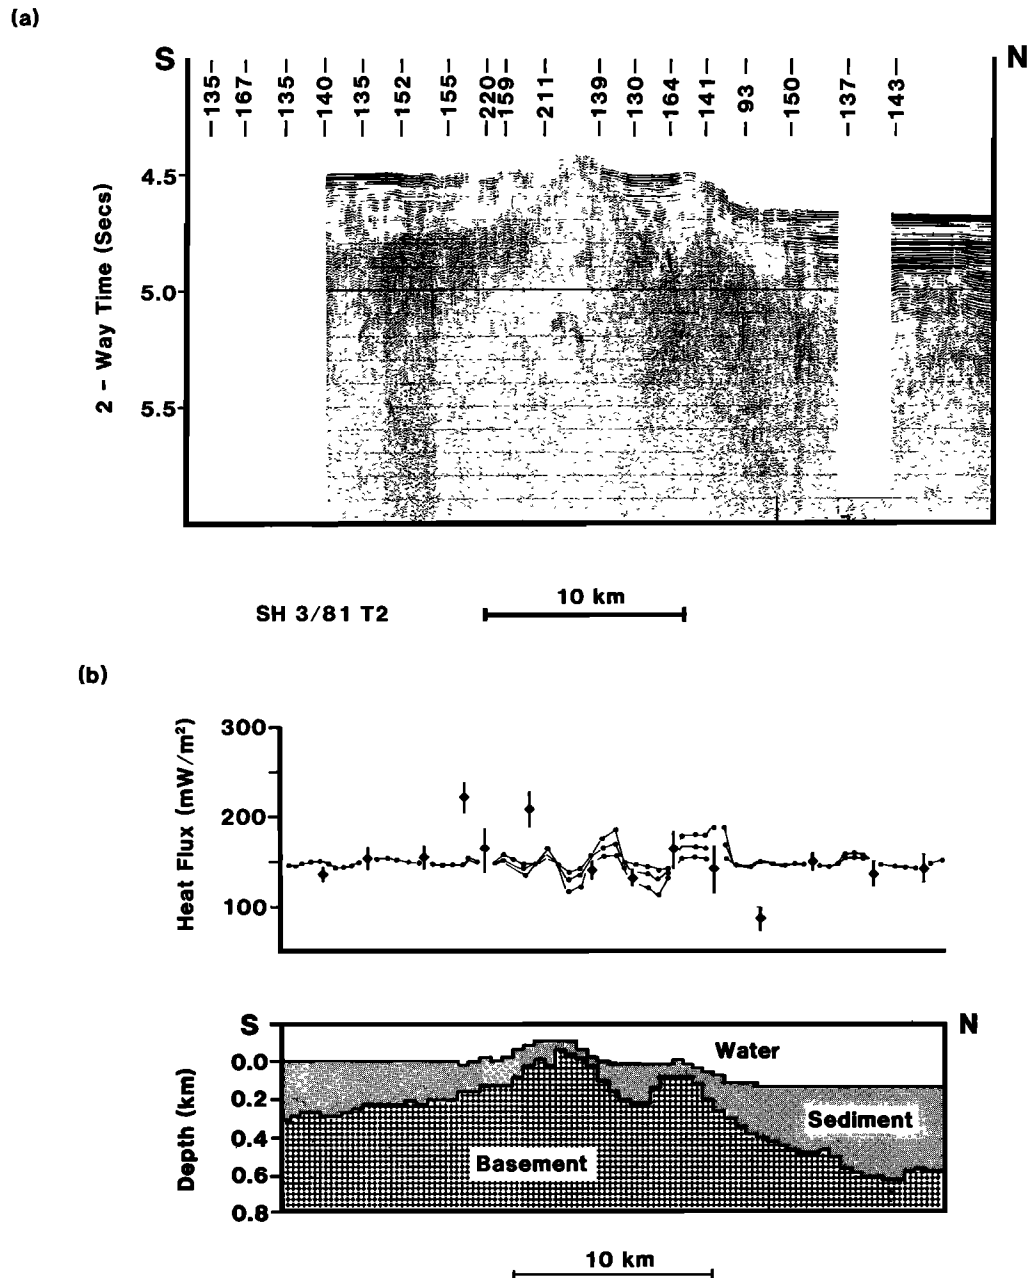 (a)
S
N
–135–
–167–
–135–
–140–
–135–
–152–
–155–
–220–
–159–
–211–
–139–
–130–
–164–
–141–
–93–
–150–
–137–
–143–
4.5
5.0
5.5
2 - Way Time (Secs)
SH 3/81 T2
10 km
(b)
Heat Flux (mW/m²)
300
200
100
S
N
Depth (km)
0.0
0.2
0.4
0.6
0.8
Water
Sediment
Basement
10 km